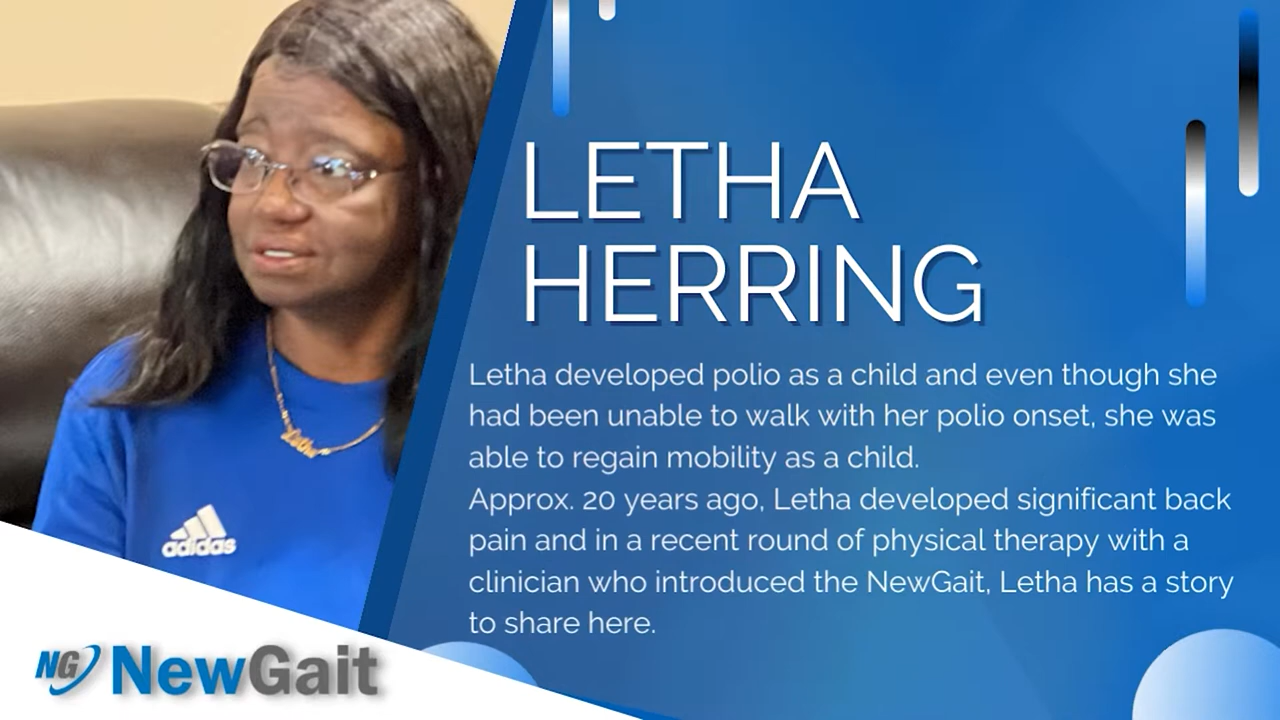 LETHA
HERRING
Letha developed polio as a child and even though she
had been unable to walk with her polio onset, she was
able to regain mobility as a child.
Approx. 20 years ago, Letha developed significant back
pain and in a recent round of physical therapy with a
clinician who introduced the NewGait, Letha has a story
to share here.
adidas
NG NewGait